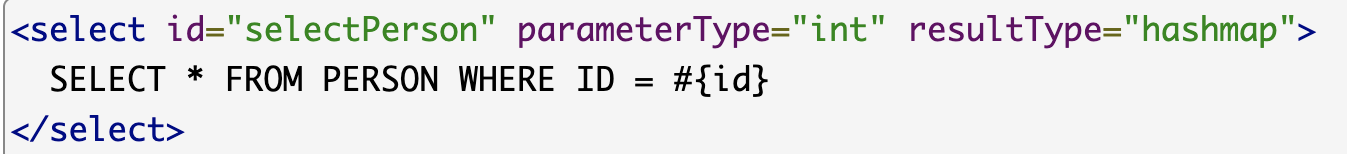 <select id="selectPerson" parameterType="int" resultType="hashmap">
  SELECT * FROM PERSON WHERE ID = #{id}
</select>